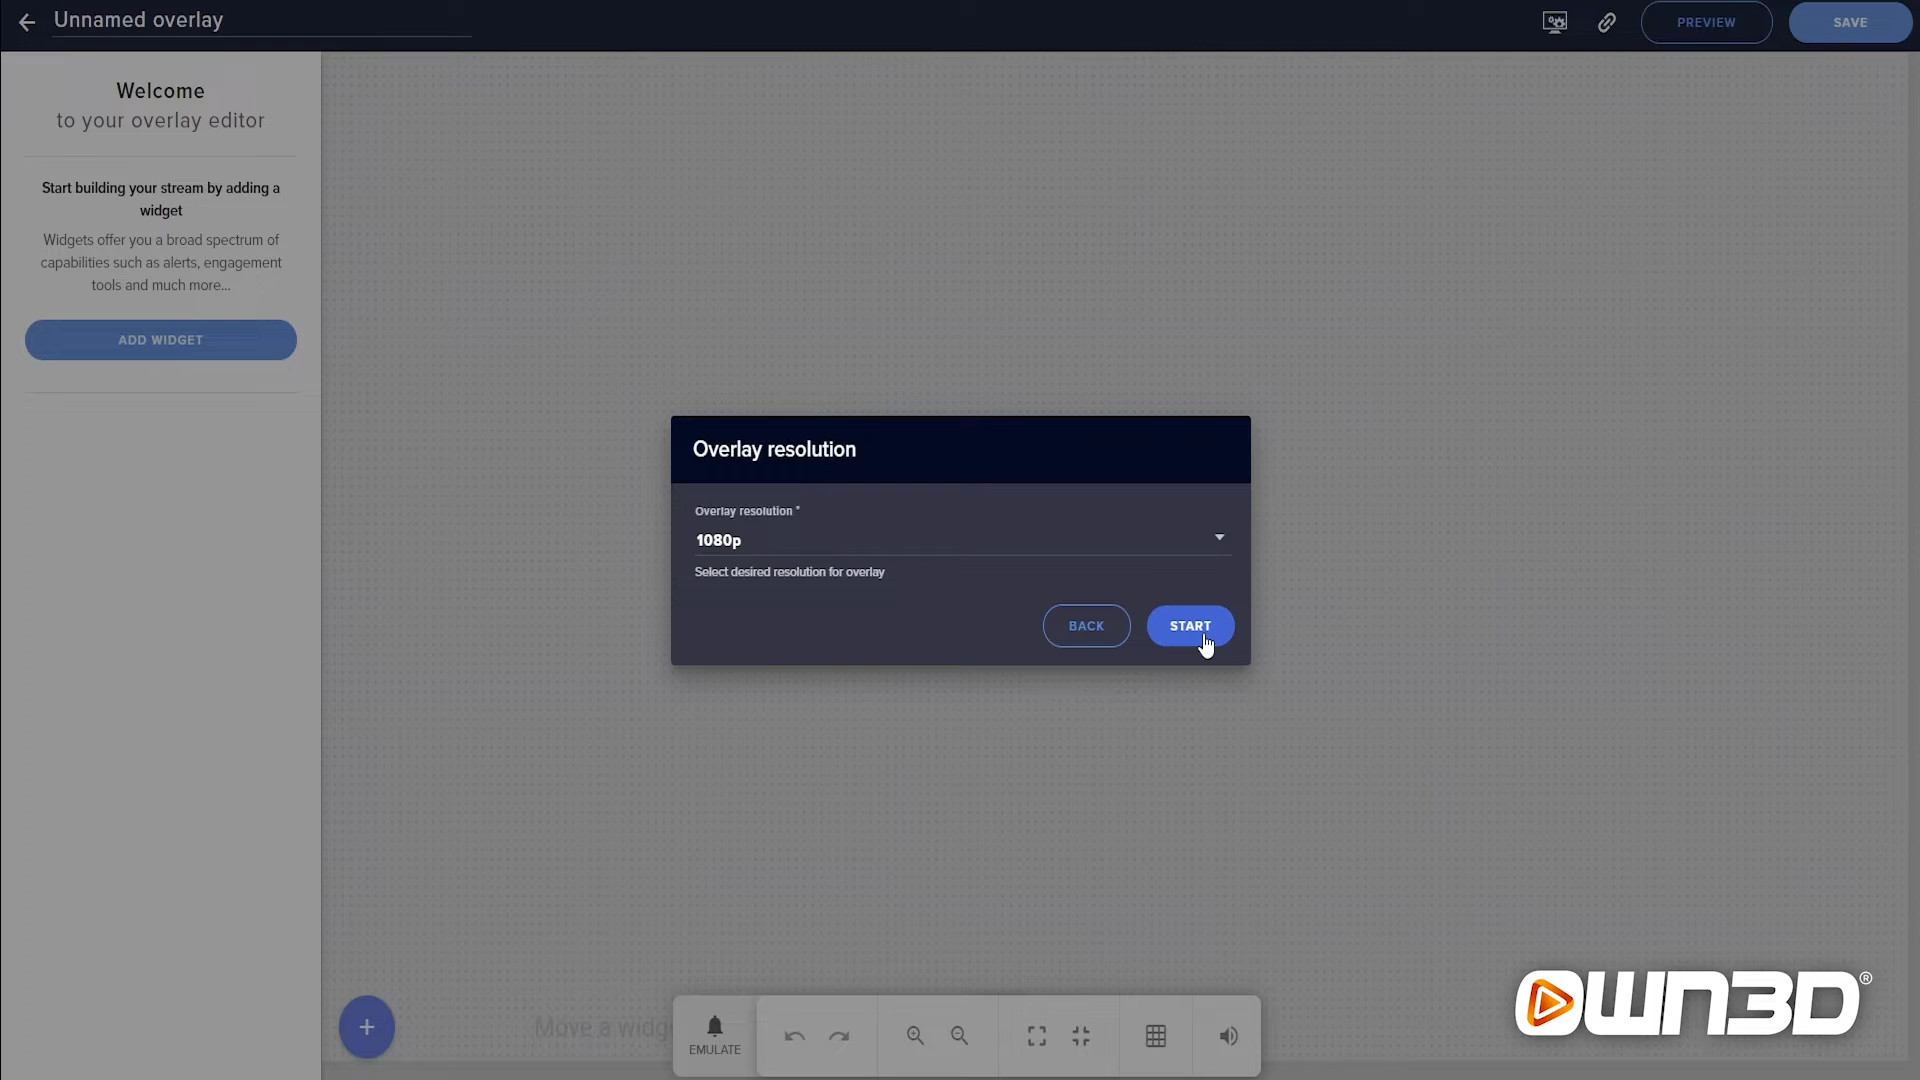 Unnamed overlay
PREVIEW
SAVE
Welcome
to your overlay editor
Start building your stream by adding a
widget
Widgets offer you a broad spectrum of
capabilities such as alerts, engagement
tools and much more...
ADD WIDGET
Overlay resolution
Overlay resolution *
1080p
Select desired resolution for overlay
BACK
START
Move a
EMULATE
OWN3D®